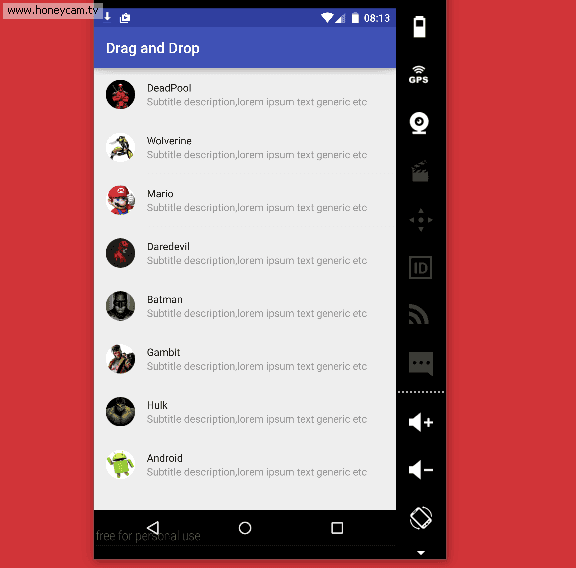 www.honeycam.tv
08:13
Drag and Drop
DeadPool
Subtitle description,lorem ipsum text generic etc
Wolverine
Subtitle description,lorem ipsum text generic etc
Mario
Subtitle description,lorem ipsum text generic etc
Daredevil
Subtitle description,lorem ipsum text generic etc
Batman
Subtitle description,lorem ipsum text generic etc
Gambit
Subtitle description,lorem ipsum text generic etc
Hulk
Subtitle description,lorem ipsum text generic etc
Android
Subtitle description,lorem ipsum text generic etc
free for personal use
GPS
ID